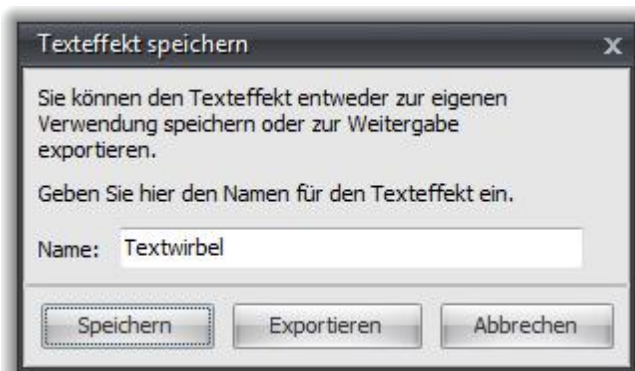 Texteffekt speichern
x
Sie können den Texteffekt entweder zur eigenen
Verwendung speichern oder zur Weitergabe
exportieren.
Geben Sie hier den Namen für den Texteffekt ein.
Name: Textwirbel
Speichern Exportieren Abbrechen